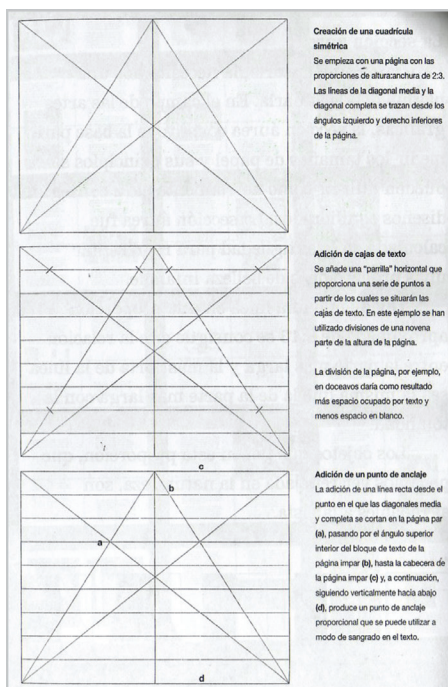 Creación de una cuadrícula
simétrica
Se empieza con una página con las
proporciones de altura:anchura de 2:3.
Las líneas de la diagonal media y la
diagonal completa se trazan desde los
ángulos izquierdo y derecho inferiores
de la página.
Adición de cajas de texto
Se añade una "parrilla" horizontal que
proporciona una serie de puntos a
partir de los cuales se situarán las
cajas de texto. En este ejemplo se han
utilizado divisiones de una novena
parte de la altura de la página.
La división de la página, por ejemplo,
en doceavos daría como resultado
más espacio ocupado por texto y
menos espacio en blanco.
c
b
a
d
Adición de un punto de anclaje
La adición de una línea recta desde el
punto en el que las diagonales media
y completa se cortan en la página par
(a), pasando por el ángulo superior
interior del bloque de texto de la
página impar (b), hasta la cabecera de
la página impar (c) y, a continuación,
siguiendo verticalmente hacia abajo
(d), produce un punto de anclaje
proporcional que se puede utilizar a
modo de sangrado en el texto.